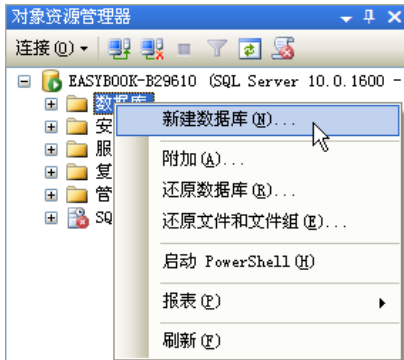 对象资源管理器
连接(O)
EASYBOOK-B29610 (SQL Server 10.0.1600 -
数据库
安
服
复
管
SQ
新建数据库(N)...
附加(A)...
还原数据库(R)...
还原文件和文件组(E)...
启动 PowerShell(H)
报表(P)
刷新(F)